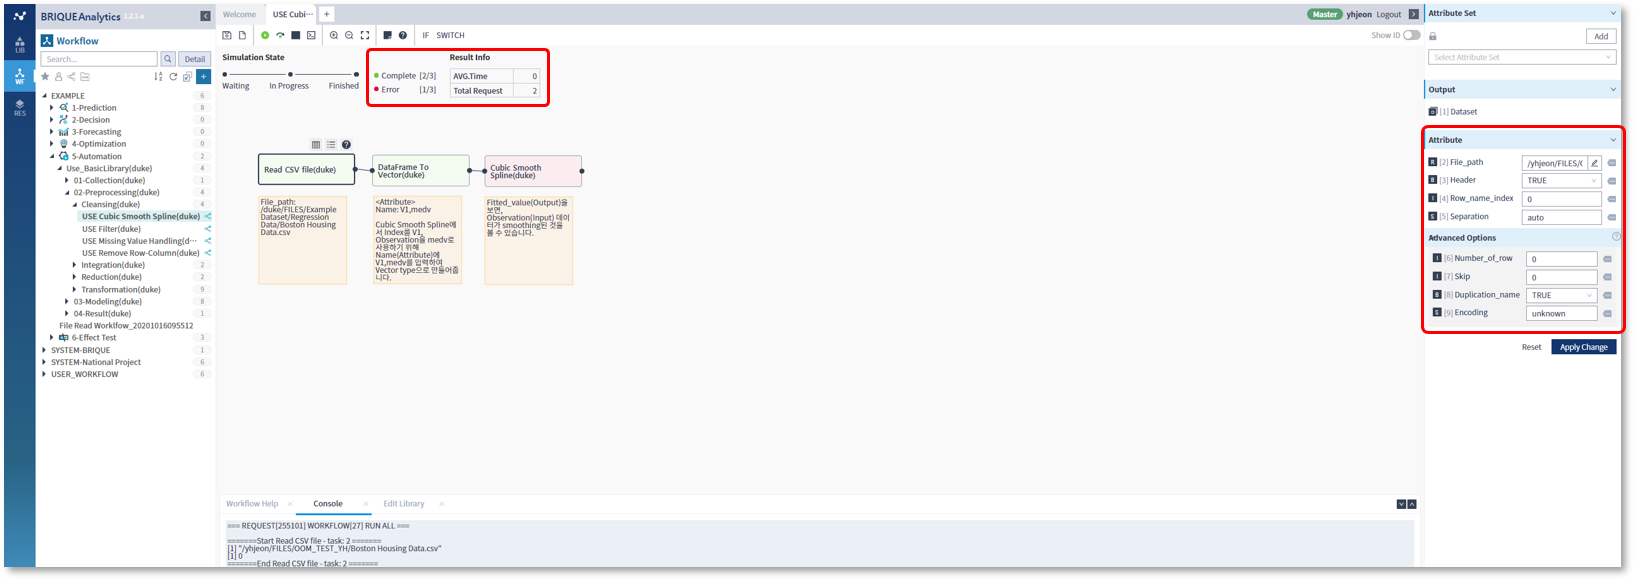 BRIQUEAnalytics 1.2.3.a
Welcome
USE Cubi···
+
Master yhjeon Logout
LIB
WF
RES
Workflow
Search...
Detail
EXAMPLE 6
1-Prediction 8
2-Decision 0
3-Forecasting 0
4-Optimization 0
5-Automation 2
Use_BasicLibrary(duke) 4
01-Collection(duke) 1
02-Preprocessing(duke) 4
Cleansing(duke) 4
USE Cubic Smooth Spline(duke)
USE Filter(duke)
USE Missing Value Handling(d···
USE Remove Row-Column(duke)
Integration(duke) 2
Reduction(duke) 2
Transformation(duke) 9
03-Modeling(duke) 8
04-Result(duke) 1
File Read Worklfow_20201016095512
6-Effect Test 3
SYSTEM-BRIQUE 1
SYSTEM-National Project 6
USER_WORKFLOW 6
IF SWITCH
Show ID
Simulation State
Waiting In Progress Finished
Complete [2/3]
Error [1/3]
Result Info
AVG.Time 0
Total Request 2
Read CSV file(duke)
DataFrame To
Vector(duke)
Cubic Smooth
Spline(duke)
File_path:
/duke/FILES/Example
Dataset/Regression
Data/Boston Housing
Data.csv
<Attribute>
Name: V1,medv
Cubic Smooth Spline에
서 Index를 V1,
Observation을 medv로
사용하기 위해
Name(Attribute)에
V1,medv를 입력하여
Vector type으로 만들어줍
니다.
Fitted_value(Output)을
보면,
Observation(Input) 데이
터가 smoothing된 것을
볼 수 있습니다.
Workflow Help
Console
Edit Library
=== REQUEST[255101] WORKFLOW[27] RUN ALL ===
=======Start Read CSV file - task: 2 =======
[1] "/yhjeon/FILES/OOM_TEST_YH/Boston Housing Data.csv"
[1] 0
=======End Read CSV file - task: 2 =======
Attribute Set
Add
Select Attribute Set
Output
[1] Dataset
Attribute
R [2] File_path /yhjeon/FILES/
B [3] Header TRUE
I [4] Row_name_index 0
S [5] Separation auto
Advanced Options
I [6] Number_of_row 0
I [7] Skip 0
B [8] Duplication_name TRUE
S [9] Encoding unknown
Reset
Apply Change